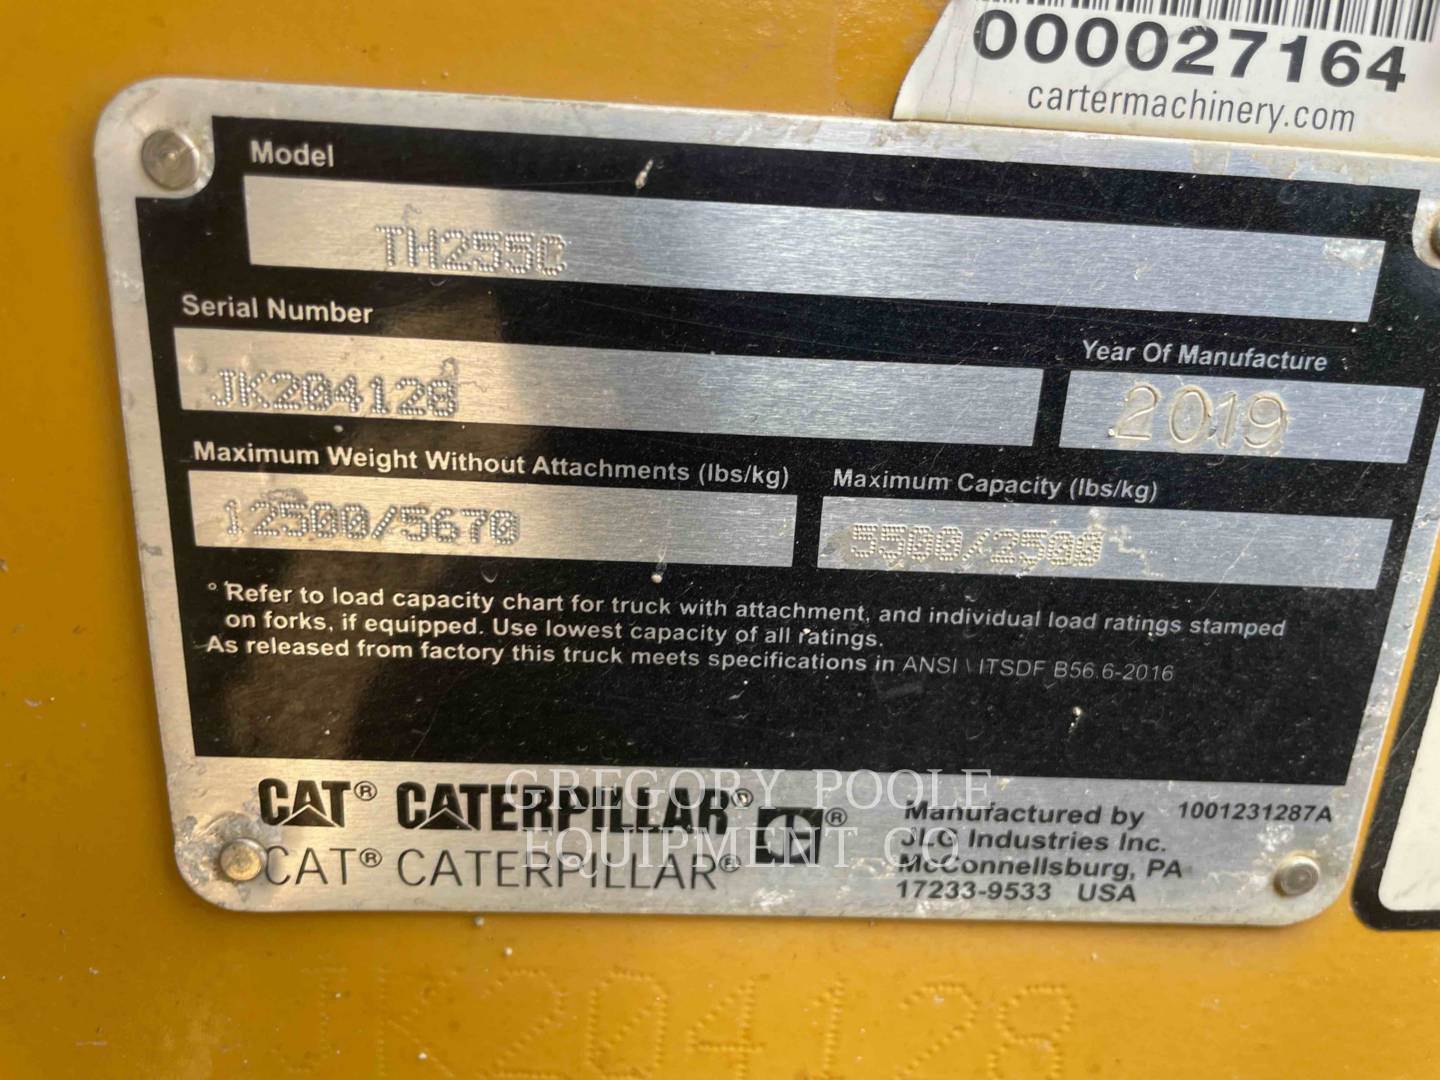 000027164
cartermachinery.com
Model
TH255C
Serial Number
JK204128
Year Of Manufacture
2019
Maximum Weight Without Attachments (lbs/kg)
12500/5670
Maximum Capacity (lbs/kg)
5500/2500
° Refer to load capacity chart for truck with attachment, and individual load ratings stamped
on forks, if equipped. Use lowest capacity of all ratings.
As released from factory this truck meets specifications in ANSI \ ITSDF B56.6-2016
CAT® CATERPILLAR® ®
CAT® CATERPILLAR®
Manufactured by 1001231287A
JLG Industries Inc.
McConnellsburg, PA
17233-9533 USA
GREGORY POOLE
EQUIPMENT CO
JK204128